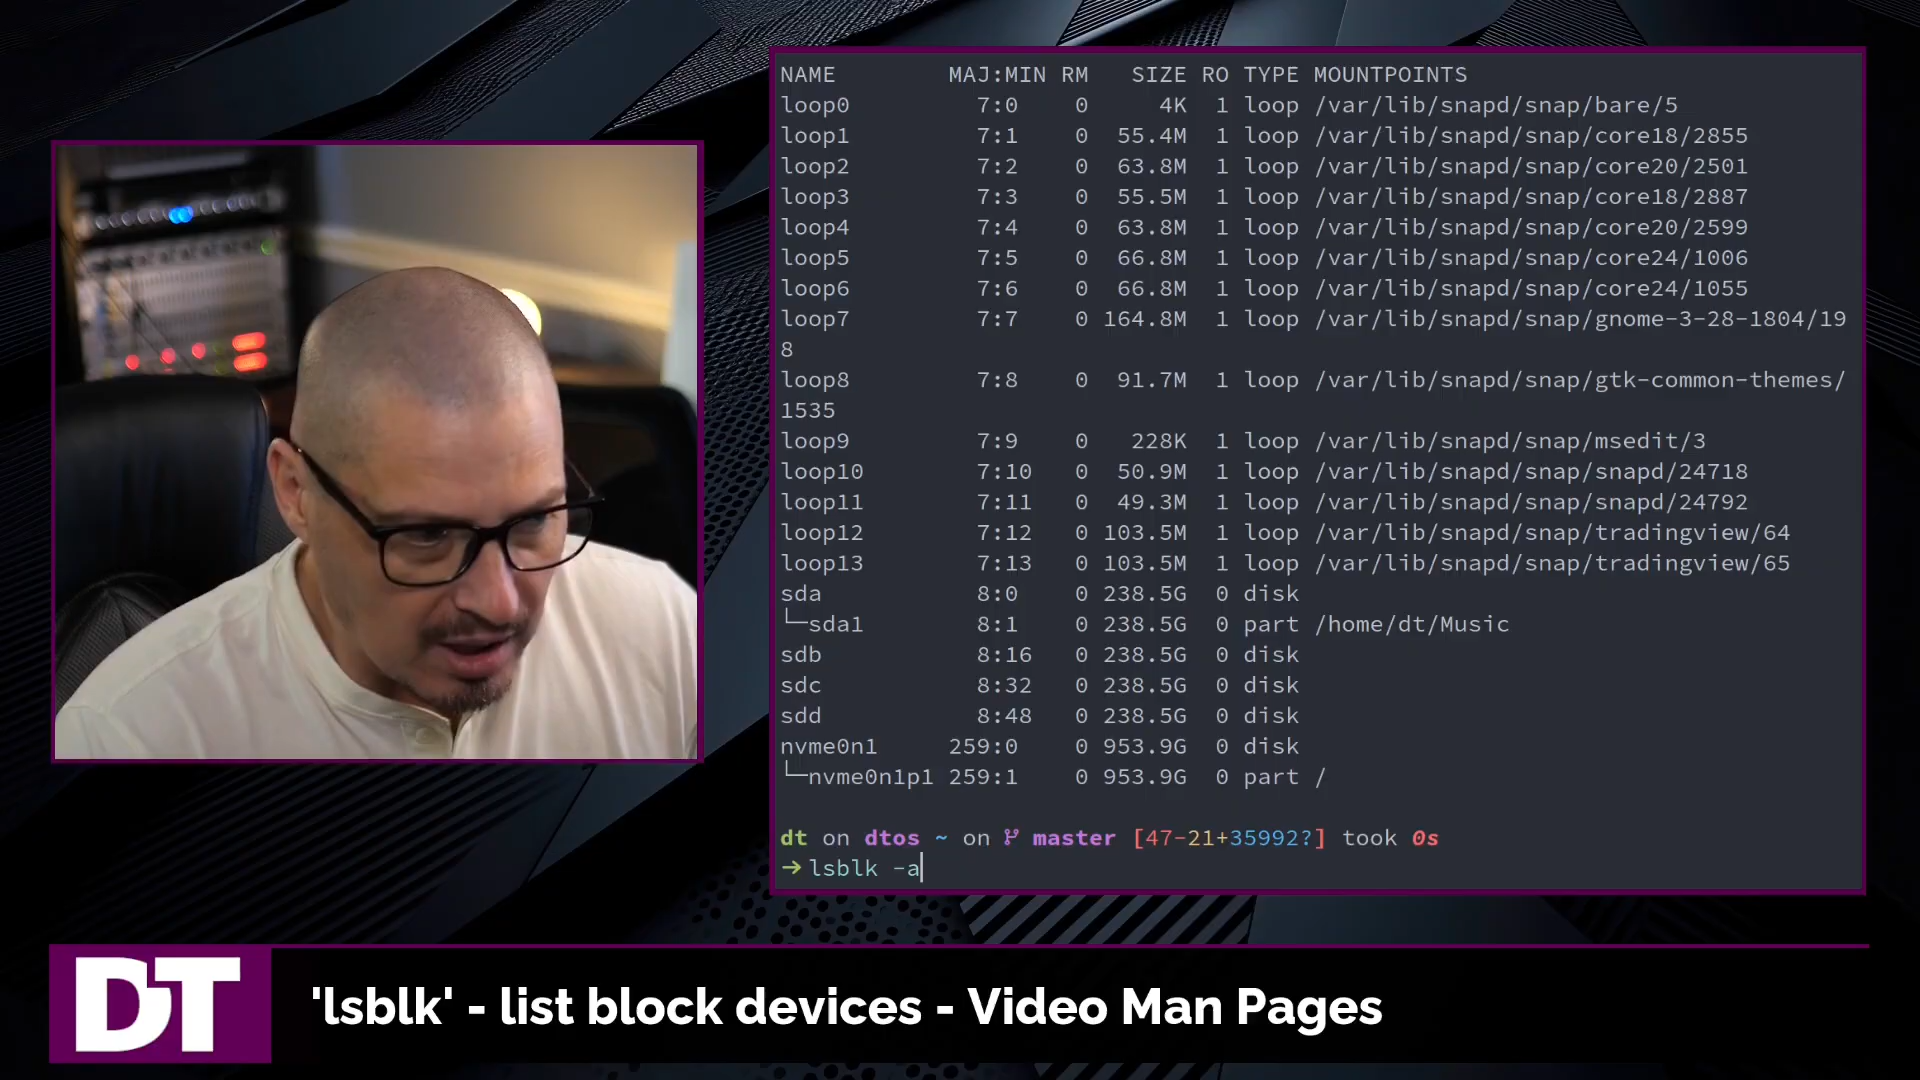 NAME MAJ:MIN RM SIZE RO TYPE MOUNTPOINTS
loop0 7:0 0 4K 1 loop /var/lib/snapd/snap/bare/5
loop1 7:1 0 55.4M 1 loop /var/lib/snapd/snap/core18/2855
loop2 7:2 0 63.8M 1 loop /var/lib/snapd/snap/core20/2501
loop3 7:3 0 55.5M 1 loop /var/lib/snapd/snap/core18/2887
loop4 7:4 0 63.8M 1 loop /var/lib/snapd/snap/core20/2599
loop5 7:5 0 66.8M 1 loop /var/lib/snapd/snap/core24/1006
loop6 7:6 0 66.8M 1 loop /var/lib/snapd/snap/core24/1055
loop7 7:7 0 164.8M 1 loop /var/lib/snapd/snap/gnome-3-28-1804/19
8
loop8 7:8 0 91.7M 1 loop /var/lib/snapd/snap/gtk-common-themes/
1535
loop9 7:9 0 228K 1 loop /var/lib/snapd/snap/msedit/3
loop10 7:10 0 50.9M 1 loop /var/lib/snapd/snap/snapd/24718
loop11 7:11 0 49.3M 1 loop /var/lib/snapd/snap/snapd/24792
loop12 7:12 0 103.5M 1 loop /var/lib/snapd/snap/tradingview/64
loop13 7:13 0 103.5M 1 loop /var/lib/snapd/snap/tradingview/65
sda 8:0 0 238.5G 0 disk
└─sda1 8:1 0 238.5G 0 part /home/dt/Music
sdb 8:16 0 238.5G 0 disk
sdc 8:32 0 238.5G 0 disk
sdd 8:48 0 238.5G 0 disk
nvme0n1 259:0 0 953.9G 0 disk
└─nvme0n1p1 259:1 0 953.9G 0 part /
dt on dtos ~ on master [47-21+35992?] took 0s
→ lsblk -a
DT
'lsblk' - list block devices - Video Man Pages